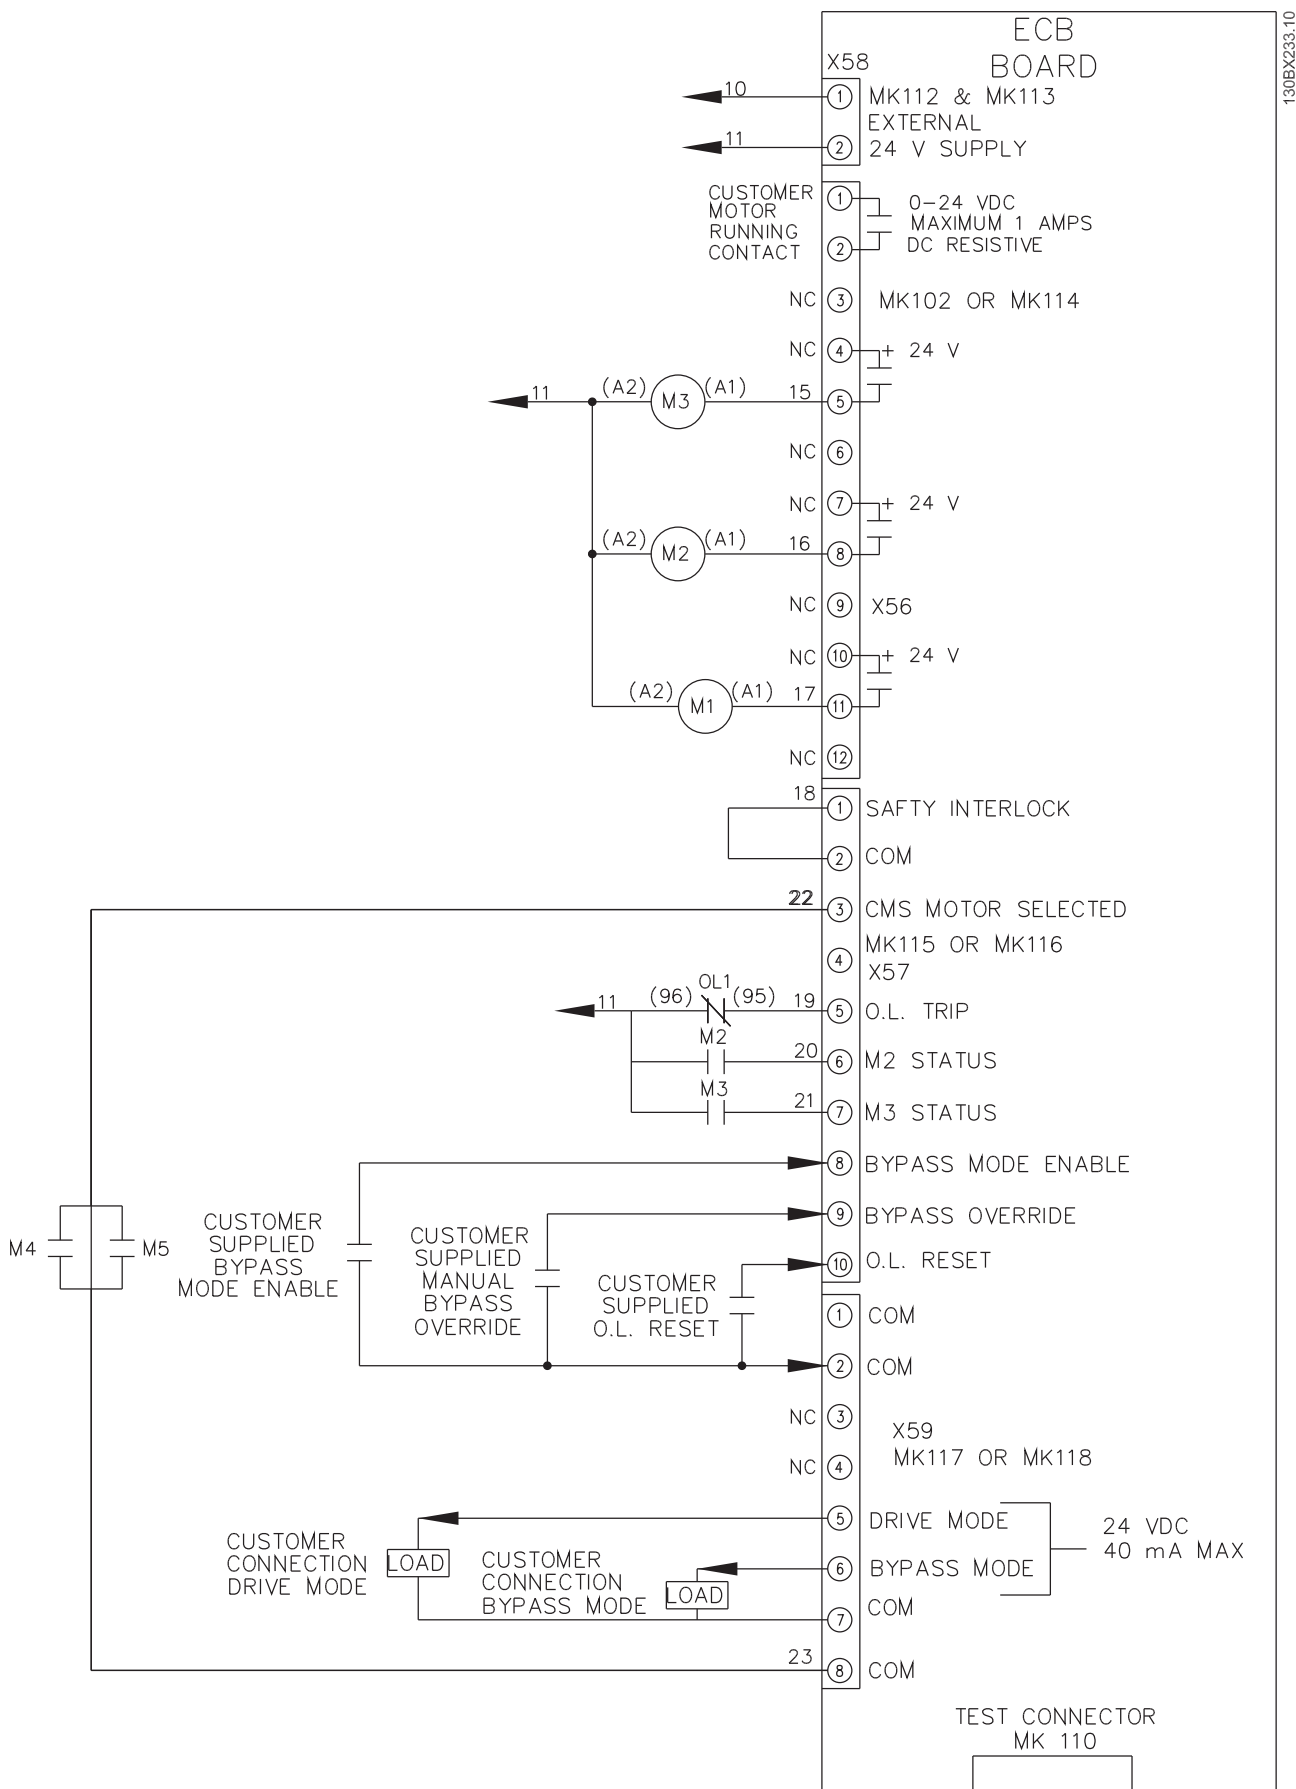 130BX233.10
ECB
BOARD
X58
10
1
MK112 & MK113
EXTERNAL
11
2
24 V SUPPLY
CUSTOMER
MOTOR
RUNNING
CONTACT
1
2
0-24 VDC
MAXIMUM 1 AMPS
DC RESISTIVE
NC
3
MK102 OR MK114
NC
4
+ 24 V
11
(A2)
M3
(A1)
15
5
NC
6
NC
7
+ 24 V
(A2)
M2
(A1)
16
8
NC
9
X56
NC
10
+ 24 V
(A2)
M1
(A1)
17
11
NC
12
18
1
SAFTY INTERLOCK
2
COM
22
3
CMS MOTOR SELECTED
4
MK115 OR MK116
X57
11
(96)
OL1
(95)
19
5
O.L. TRIP
M2
20
6
M2 STATUS
M3
21
7
M3 STATUS
8
BYPASS MODE ENABLE
9
BYPASS OVERRIDE
10
O.L. RESET
M4
M5
CUSTOMER
SUPPLIED
BYPASS
MODE ENABLE
CUSTOMER
SUPPLIED
MANUAL
BYPASS
OVERRIDE
CUSTOMER
SUPPLIED
O.L. RESET
1
COM
2
COM
NC
3
X59
MK117 OR MK118
NC
4
5
DRIVE MODE
24 VDC
40 mA MAX
CUSTOMER
CONNECTION
DRIVE MODE
LOAD
CUSTOMER
CONNECTION
BYPASS MODE
LOAD
6
BYPASS MODE
7
COM
23
8
COM
TEST CONNECTOR
MK 110